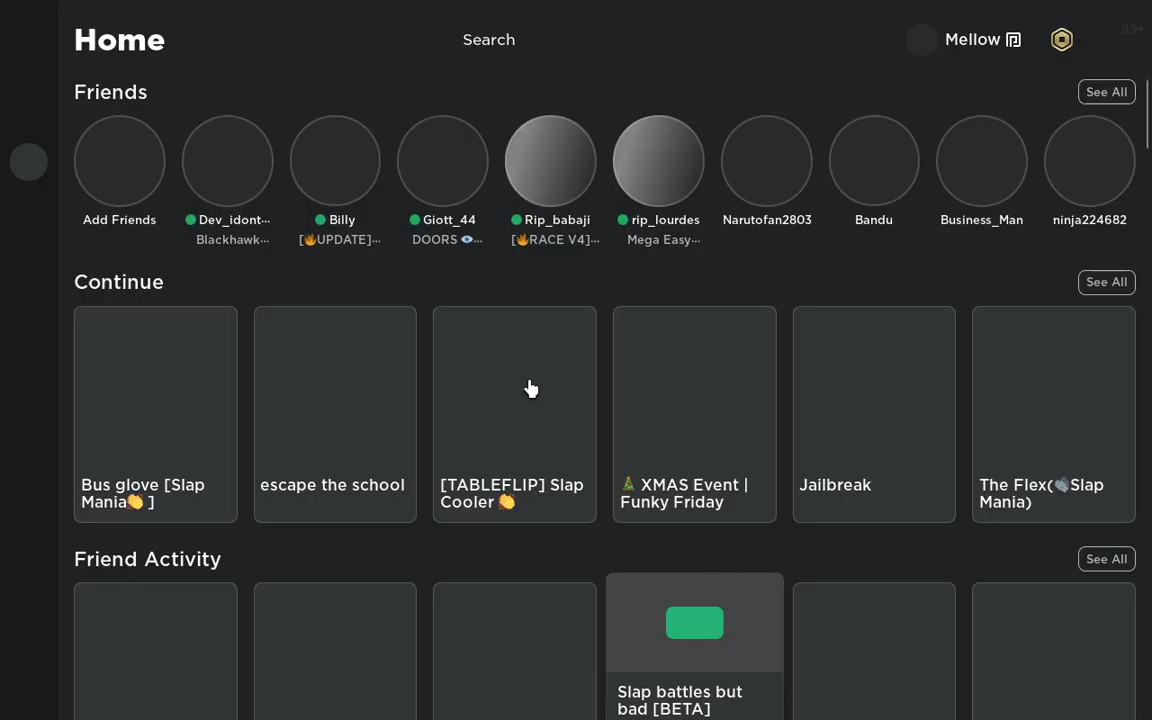 Home
Search
Mellow
99+
Friends
See All
Add Friends
Dev_idont...
Billy
Giott_44
Rip_babaji
rip_lourdes
Narutofan2803
Bandu
Business_Man
ninja224682
Blackhawk...
[🔥UPDATE]...
DOORS 👁️...
[🔥RACE V4]...
Mega Easy...
Continue
See All
Bus glove [Slap
Mania👏 ]
escape the school
[TABLEFLIP] Slap
Cooler 👏
🎄 XMAS Event |
Funky Friday
Jailbreak
The Flex(🪨Slap
Mania)
Friend Activity
See All
Slap battles but
bad [BETA]